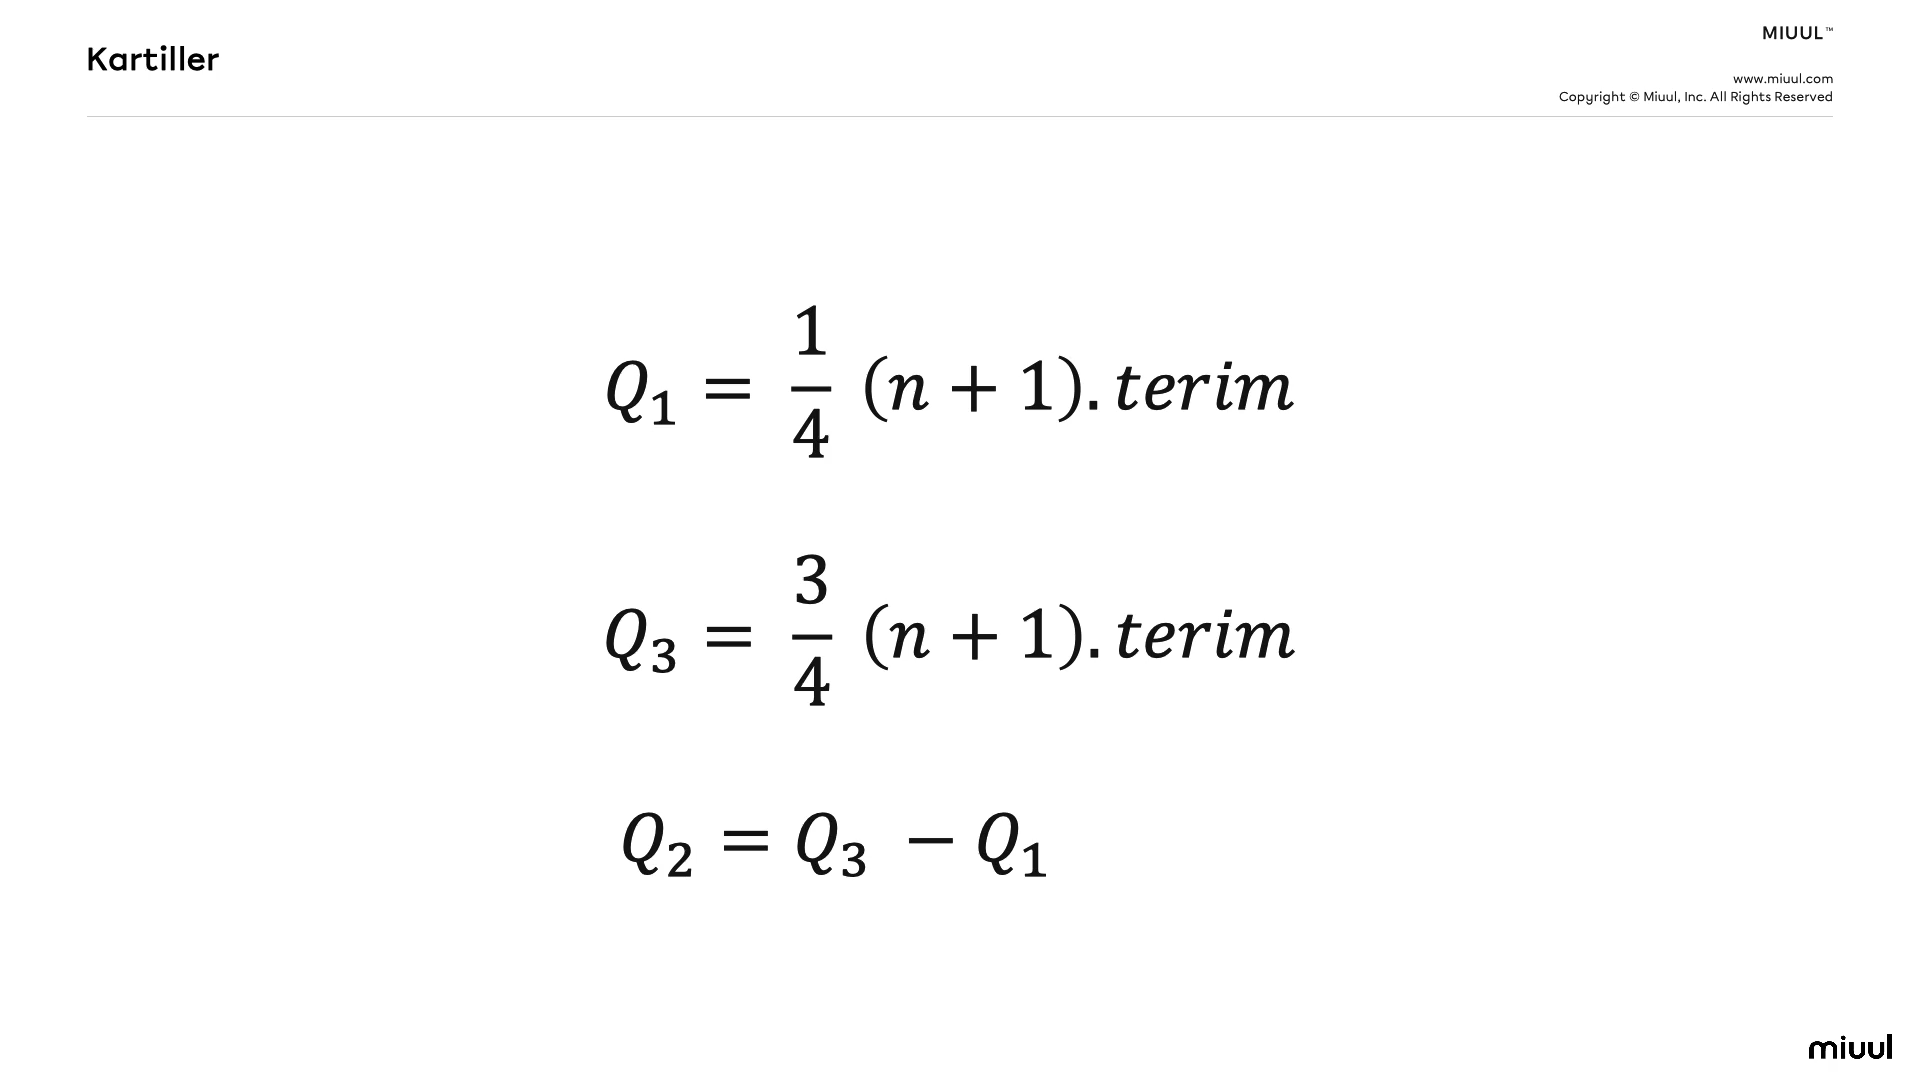 Kartiller
MIUUL™
www.miuul.com
Copyright © Miuul, Inc. All Rights Reserved
Q₁ = 1/4 (n + 1). terim
Q₃ = 3/4 (n + 1). terim
Q₂ = Q₃ − Q₁
miuul